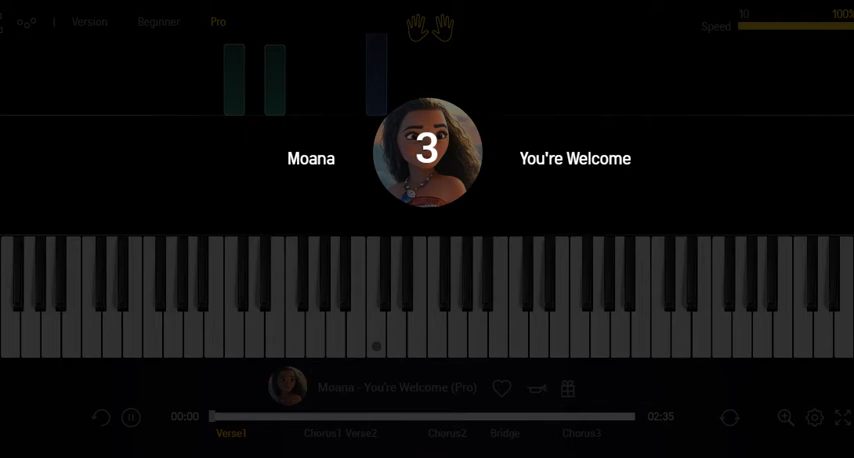 Version Beginner Pro
10 100%
Speed
3
Moana You're Welcome
Moana - You're Welcome (Pro)
00:00 02:35
Verse1 Chorus1 Verse2 Chorus2 Bridge Chorus3